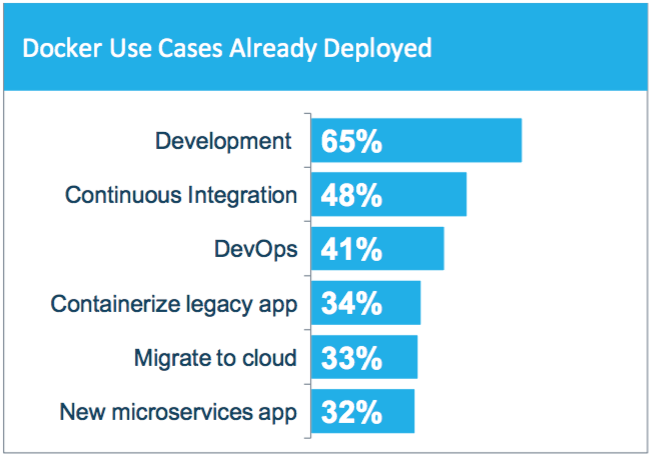 Docker Use Cases Already Deployed
Development 65%
Continuous Integration 48%
DevOps 41%
Containerize legacy app 34%
Migrate to cloud 33%
New microservices app 32%